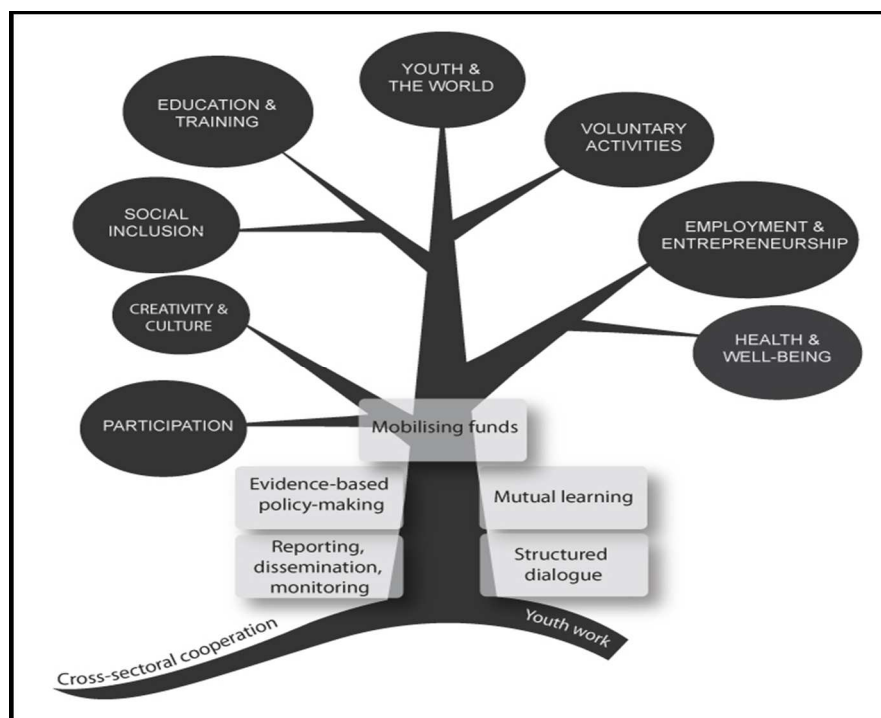 YOUTH &
THE WORLD
EDUCATION &
TRAINING
VOLUNTARY
ACTIVITIES
SOCIAL
INCLUSION
EMPLOYMENT &
ENTREPRENEURSHIP
CREATIVITY &
CULTURE
HEALTH &
WELL-BEING
PARTICIPATION
Mobilising funds
Evidence-based
policy-making
Mutual learning
Reporting,
dissemination,
monitoring
Structured
dialogue
Cross-sectoral cooperation
Youth work